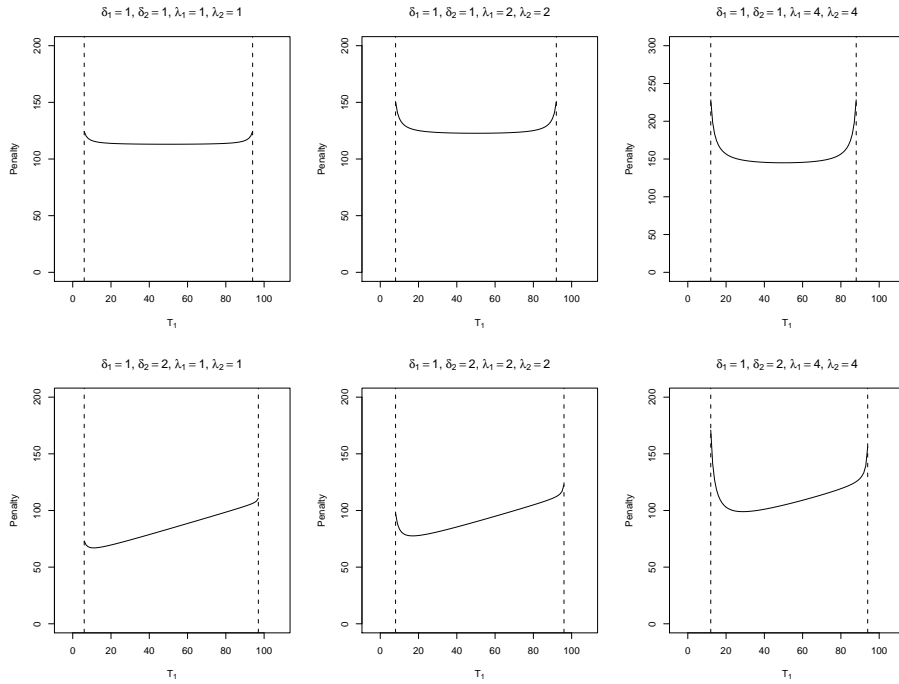 δ₁ = 1, δ₂ = 1, λ₁ = 1, λ₂ = 1
200
150
100
50
0
Penalty
0 20 40 60 80 100
T₁
δ₁ = 1, δ₂ = 1, λ₁ = 2, λ₂ = 2
200
150
100
50
0
Penalty
0 20 40 60 80 100
T₁
δ₁ = 1, δ₂ = 1, λ₁ = 4, λ₂ = 4
300
250
200
150
100
50
0
Penalty
0 20 40 60 80 100
T₁
δ₁ = 1, δ₂ = 2, λ₁ = 1, λ₂ = 1
200
150
100
50
0
Penalty
0 20 40 60 80 100
T₁
δ₁ = 1, δ₂ = 2, λ₁ = 2, λ₂ = 2
200
150
100
50
0
Penalty
0 20 40 60 80 100
T₁
δ₁ = 1, δ₂ = 2, λ₁ = 4, λ₂ = 4
200
150
100
50
0
Penalty
0 20 40 60 80 100
T₁